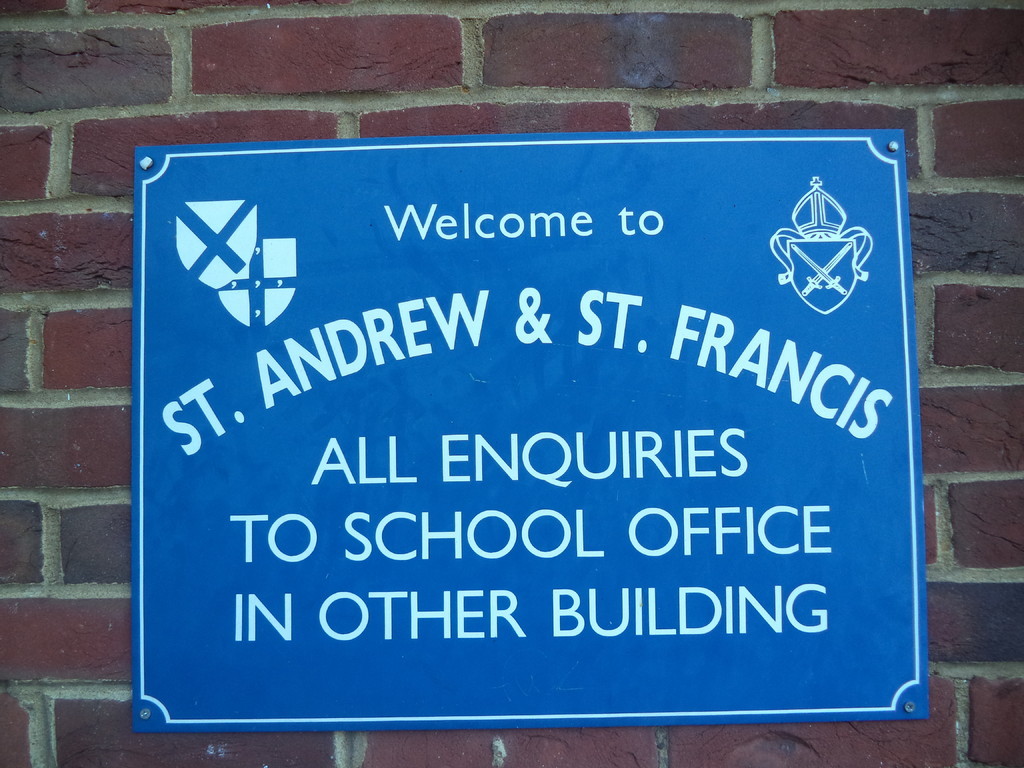 Welcome to
ST. ANDREW & ST. FRANCIS
ALL ENQUIRIES
TO SCHOOL OFFICE
IN OTHER BUILDING